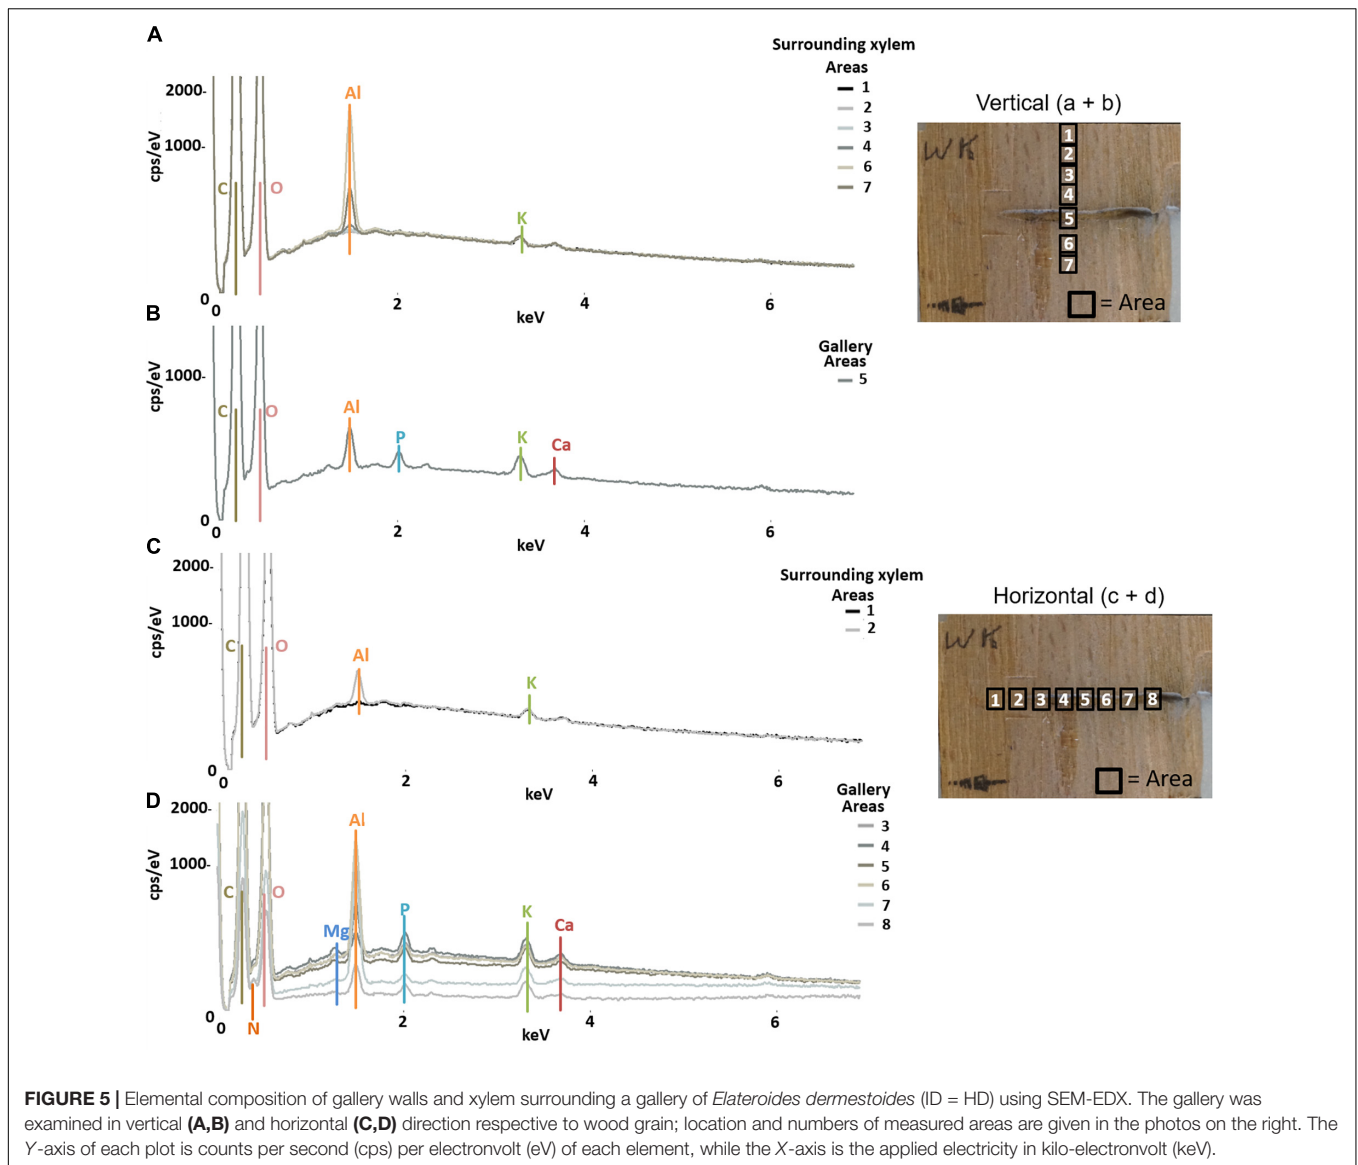 A
Surrounding xylem
Areas
1
2
3
4
6
7
2000-
1000-
0
cps/eV
C
O
Al
K
0
2
4
6
keV
Vertical (a + b)
WK
1
2
3
4
5
6
7
= Area
B
Gallery
Areas
5
1000-
0
cps/eV
C
O
Al
P
K
Ca
0
2
4
6
keV
C
Surrounding xylem
Areas
1
2
2000-
1000-
0
cps/eV
C
O
Al
K
0
2
4
6
keV
Horizontal (c + d)
WK
1 2 3 4 5 6 7 8
= Area
D
Gallery
Areas
3
4
5
6
7
8
2000-
1000-
0
cps/eV
C
O
N
Mg
Al
P
K
Ca
0
2
4
6
keV
FIGURE 5 | Elemental composition of gallery walls and xylem surrounding a gallery of Elateroides dermestoides (ID = HD) using SEM-EDX. The gallery was
examined in vertical (A,B) and horizontal (C,D) direction respective to wood grain; location and numbers of measured areas are given in the photos on the right. The
Y-axis of each plot is counts per second (cps) per electronvolt (eV) of each element, while the X-axis is the applied electricity in kilo-electronvolt (keV).